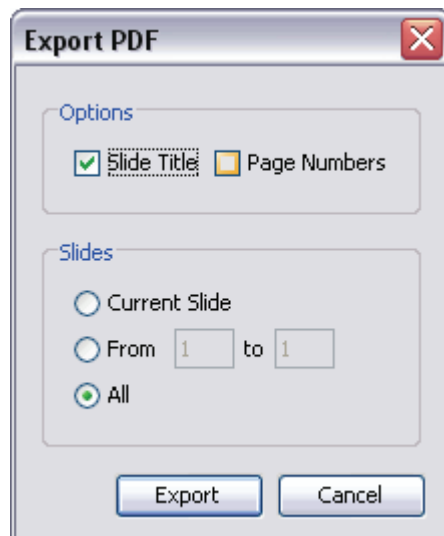 Export PDF
Options
Slide Title Page Numbers
Slides
Current Slide
From 1 to 1
All
Export Cancel